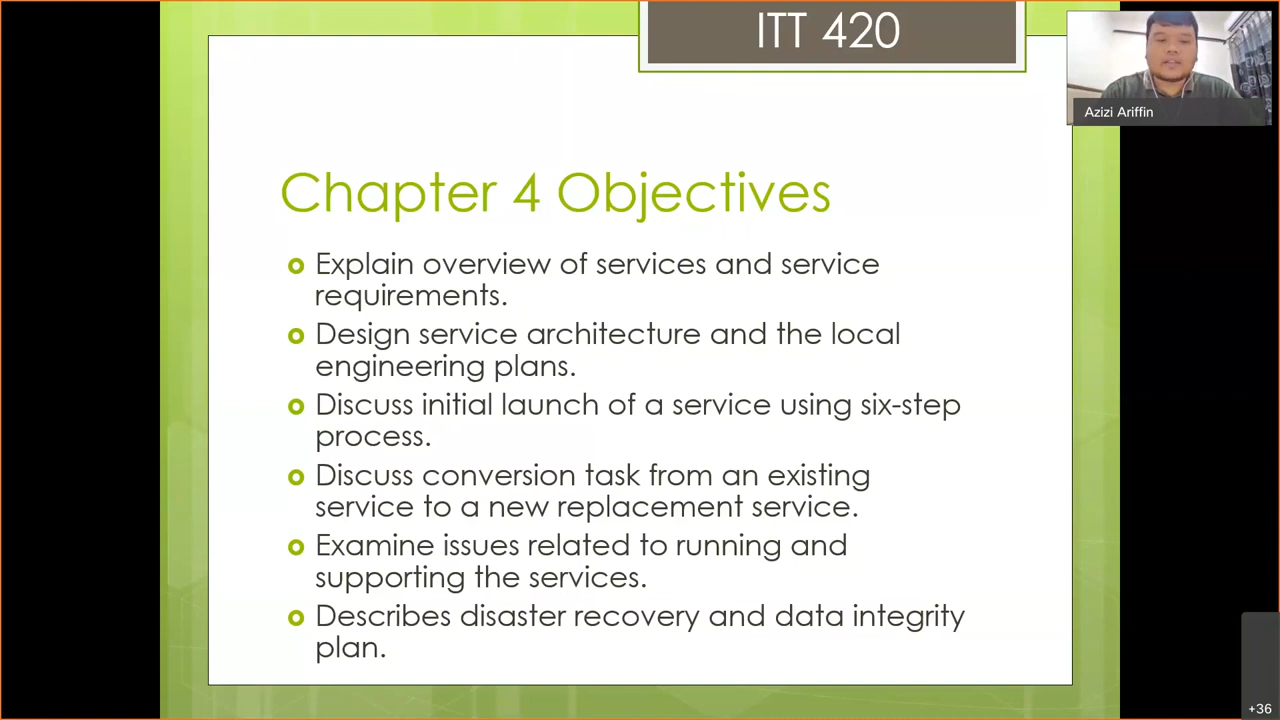 ITT 420
Azizi Ariffin
Chapter 4 Objectives
Explain overview of services and service
requirements.
Design service architecture and the local
engineering plans.
Discuss initial launch of a service using six-step
process.
Discuss conversion task from an existing
service to a new replacement service.
Examine issues related to running and
supporting the services.
Describes disaster recovery and data integrity
plan.
+36